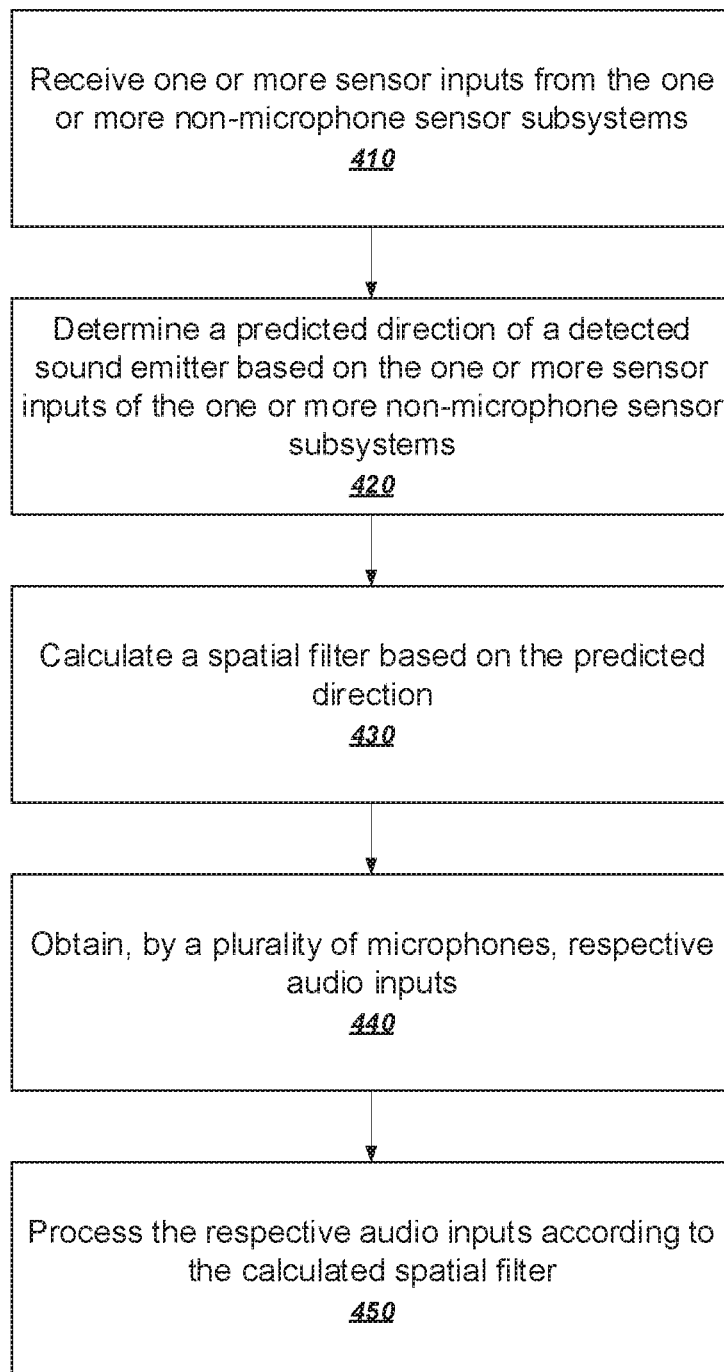 Receive one or more sensor inputs from the one
or more non-microphone sensor subsystems
410
Determine a predicted direction of a detected
sound emitter based on the one or more sensor
inputs of the one or more non-microphone sensor
subsystems
420
Calculate a spatial filter based on the predicted
direction
430
Obtain, by a plurality of microphones, respective
audio inputs
440
Process the respective audio inputs according to
the calculated spatial filter
450